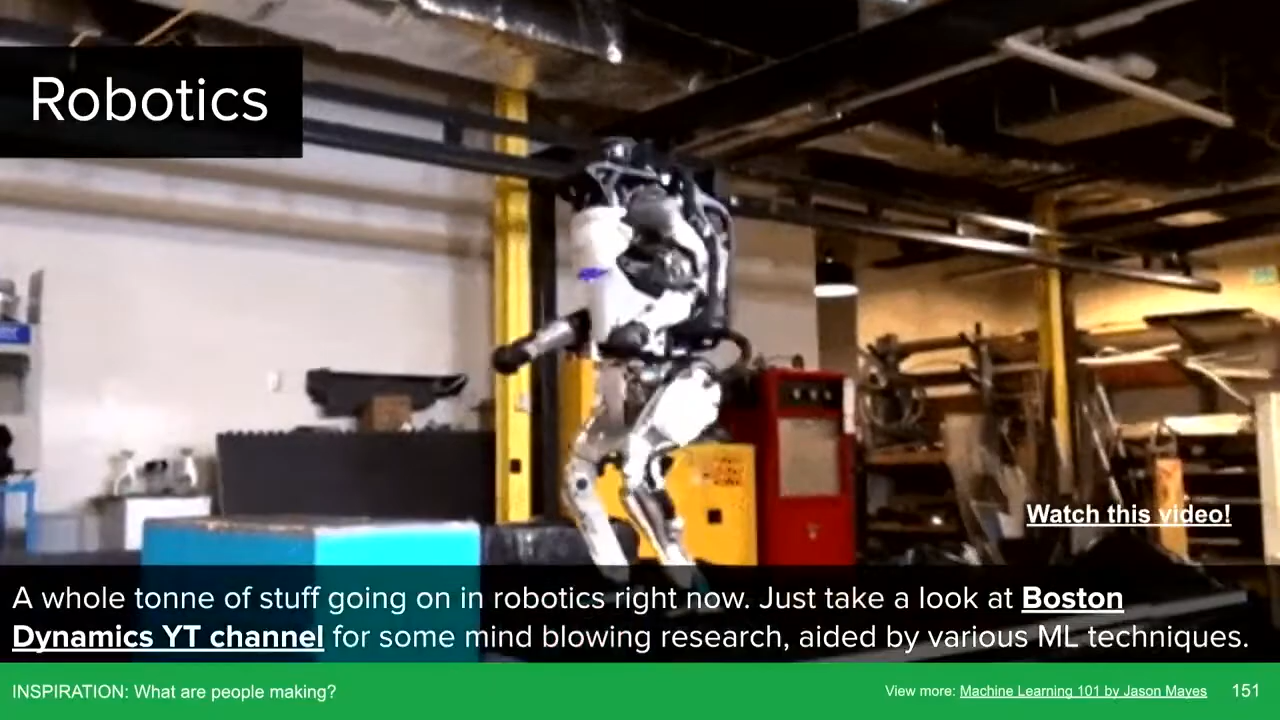 Robotics
Watch this video!
A whole tonne of stuff going on in robotics right now. Just take a look at Boston
Dynamics YT channel for some mind blowing research, aided by various ML techniques.
INSPIRATION: What are people making?
View more: Machine Learning 101 by Jason Mayes
151